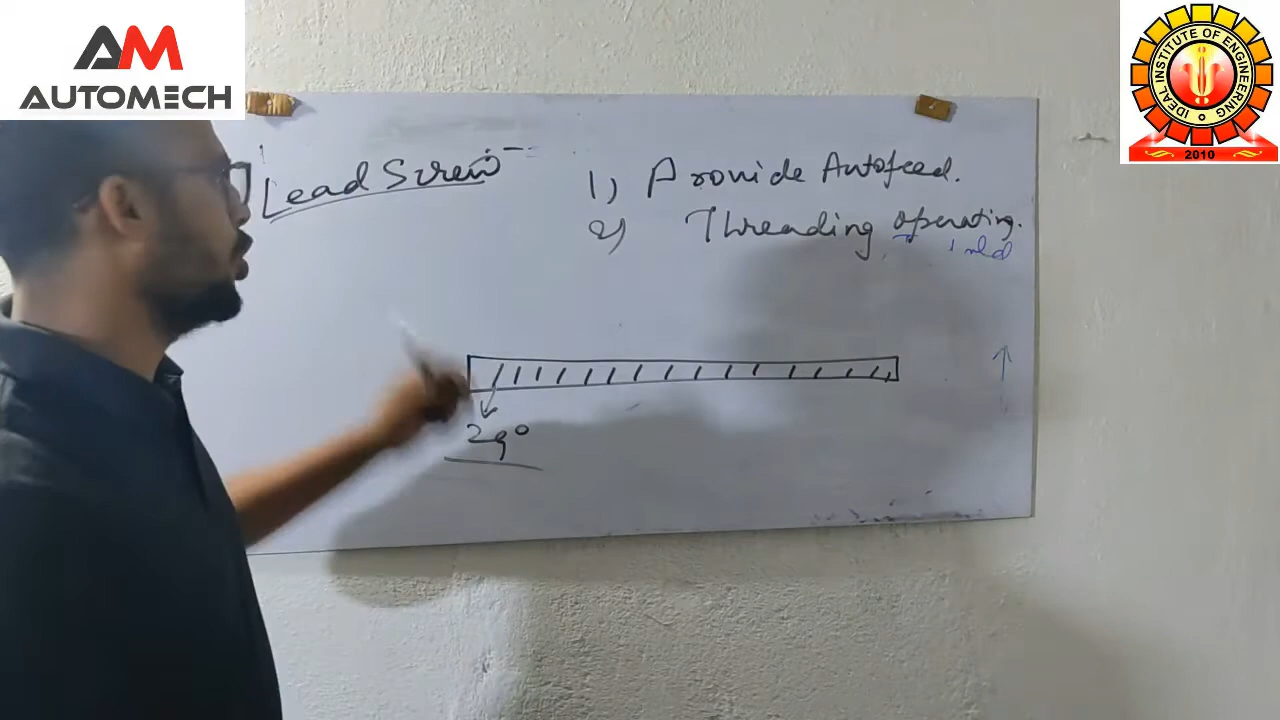 AM
AUTOMECH
IDEAL INSTITUTE OF ENGINEERING
2010
Lead Screw :-
1) Provide Autofeed.
2) Threading operating.
29°